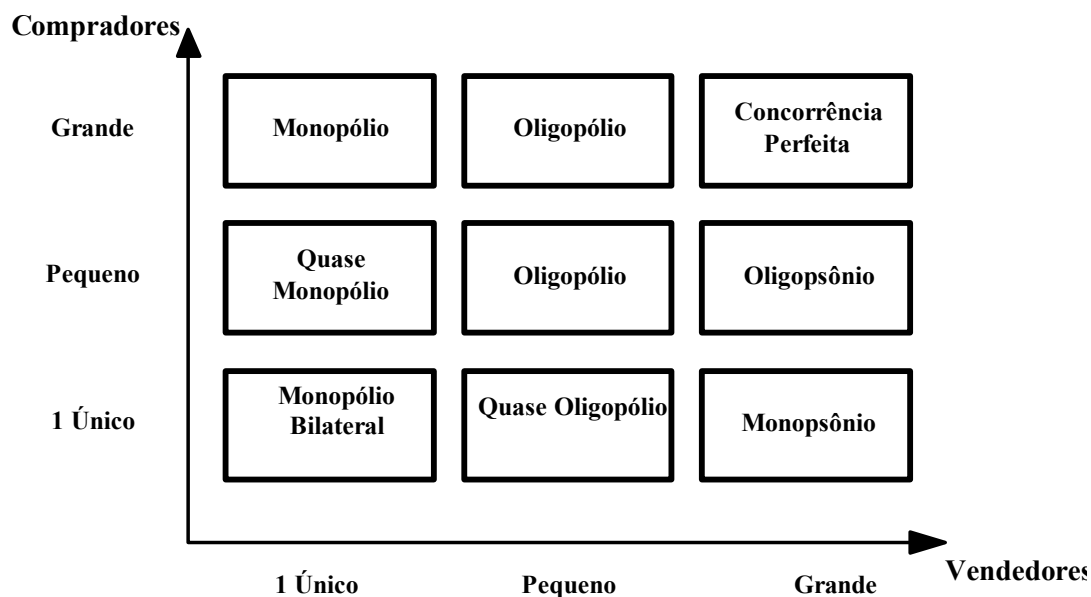 Compradores
Grande
Monopólio
Oligopólio
Concorrência
Perfeita
Pequeno
Quase
Monopólio
Oligopólio
Oligopsônio
1 Único
Monopólio
Bilateral
Quase Oligopólio
Monopsônio
Vendedores
1 Único
Pequeno
Grande